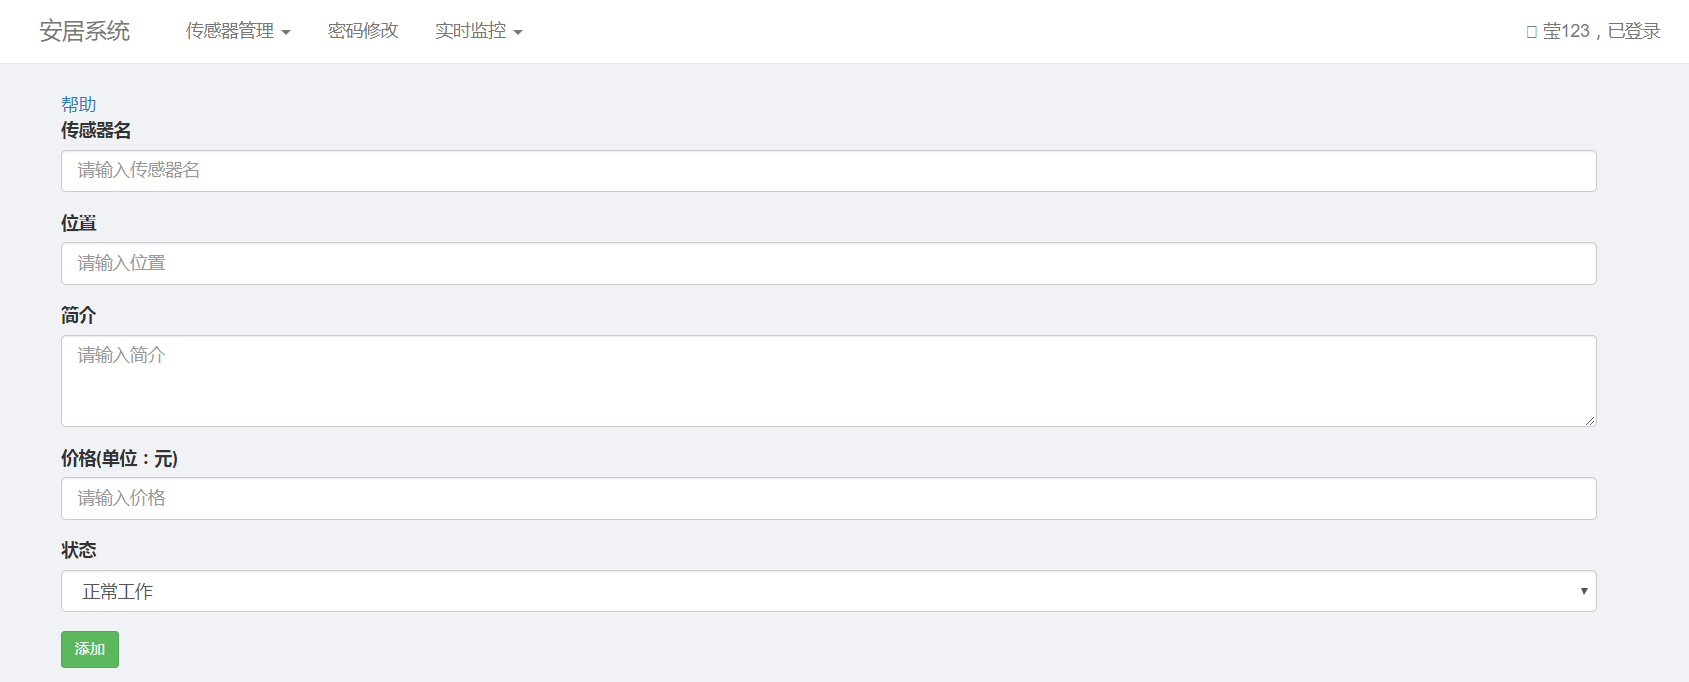 安居系统 传感器管理 密码修改 实时监控 莹123，已登录
帮助
传感器名
请输入传感器名
位置
请输入位置
简介
请输入简介
价格(单位：元)
请输入价格
状态
正常工作
添加